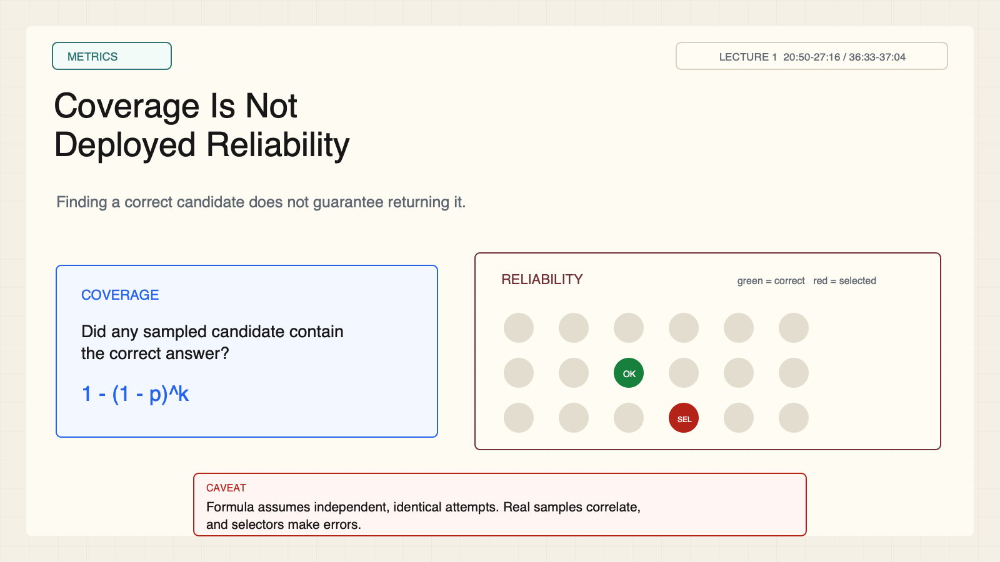 METRICS
LECTURE 1  20:50-27:16 / 36:33-37:04
Coverage Is Not
Deployed Reliability
Finding a correct candidate does not guarantee returning it.
COVERAGE
Did any sampled candidate contain
the correct answer?
1 - (1 - p)^k
RELIABILITY
green = correct   red = selected
OK
SEL
CAVEAT
Formula assumes independent, identical attempts. Real samples correlate,
and selectors make errors.